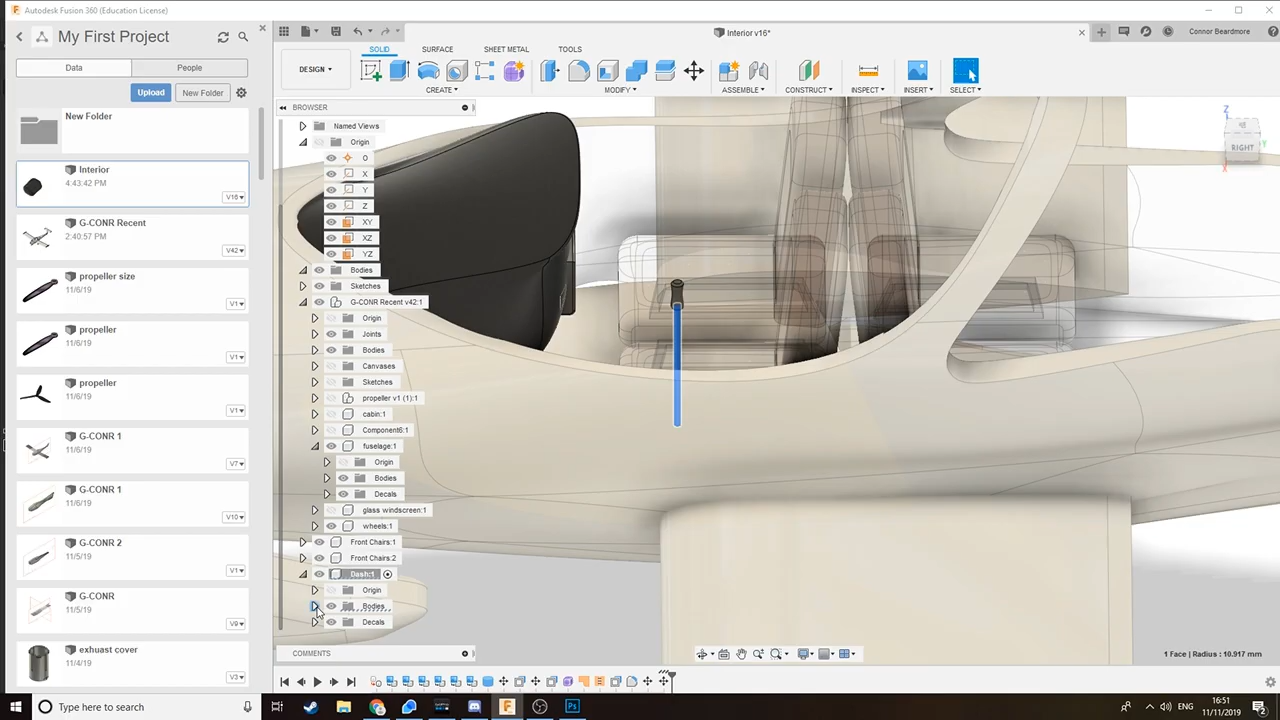 Autodesk Fusion 360 (Education License)
My First Project
Data
People
Upload
New Folder
New Folder
Interior
4:43:42 PM
V16
G-CONR Recent
2:40:57 PM
V42
propeller size
11/6/19
V1
propeller
11/6/19
V1
propeller
11/6/19
V1
G-CONR 1
11/6/19
V7
G-CONR 1
11/5/19
V10
G-CONR 2
11/5/19
V1
G-CONR
11/5/19
V9
exhuast cover
11/4/19
V3
Interior v16*
Connor Beardmore
SOLID
SURFACE
SHEET METAL
TOOLS
DESIGN
CREATE
MODIFY
ASSEMBLE
CONSTRUCT
INSPECT
INSERT
SELECT
BROWSER
Named Views
Origin
O
X
Y
Z
XY
XZ
YZ
Bodies
Sketches
G-CONR Recent v42:1
Origin
Joints
Bodies
Canvases
Sketches
propeller v1 (1):1
cabin:1
Component6:1
fuselage:1
Origin
Bodies
Decals
glass windscreen:1
wheels:1
Front Chairs:1
Front Chairs:2
Dash:1
Origin
Bodies
Decals
COMMENTS
Z
RIGHT
Y
X
1 Face | Radius : 10.917 mm
Type here to search
Ps
ENG
16:51
11/11/2019
2